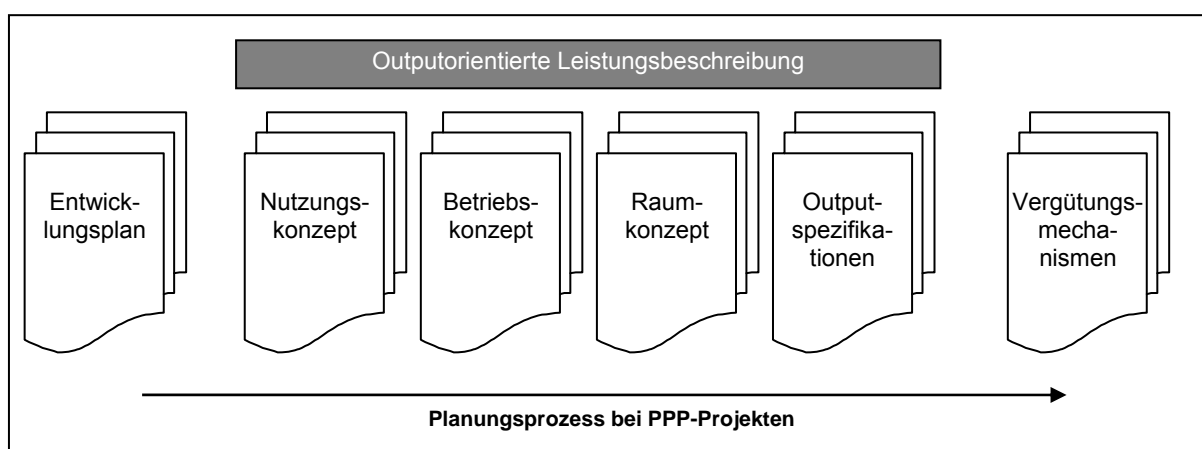 Outputorientierte Leistungsbeschreibung
Entwick-
lungsplan
Nutzungs-
konzept
Betriebs-
konzept
Raum-
konzept
Output-
spezifika-
tionen
Vergütungs-
mecha-
nismen
Planungsprozess bei PPP-Projekten